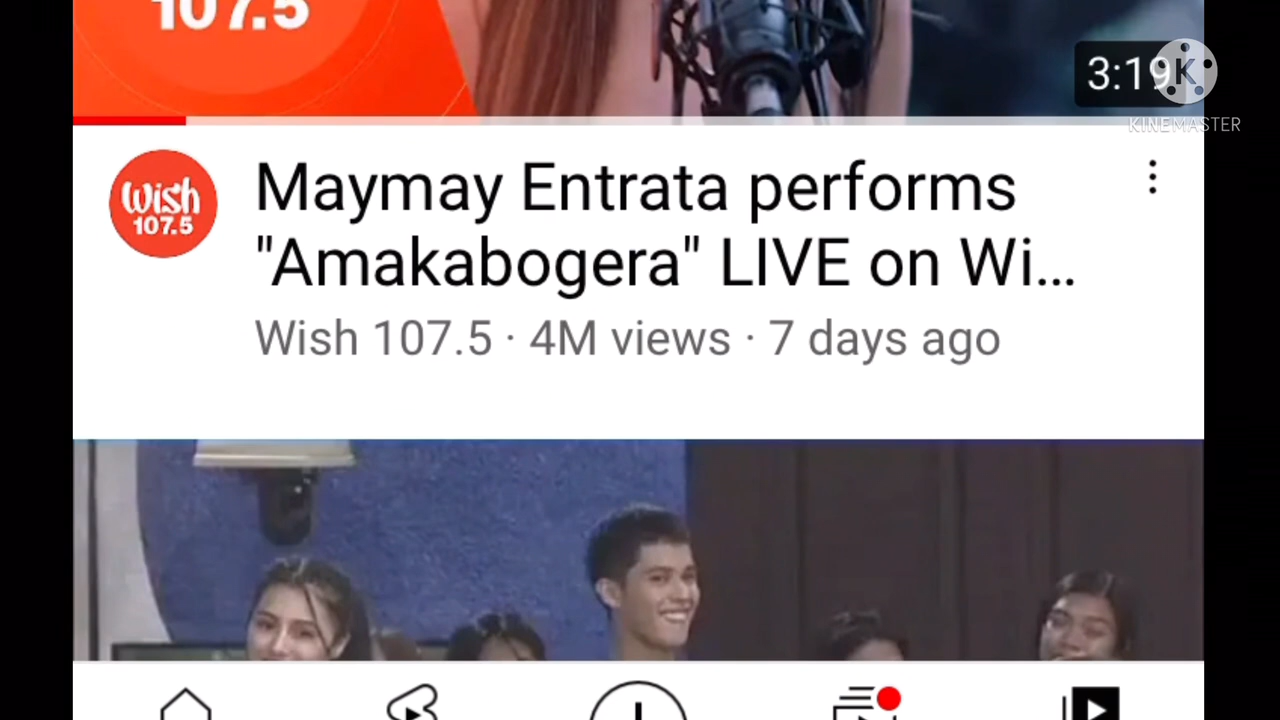 107.5
3:19
K
KINEMASTER
wish
107.5
Maymay Entrata performs
"Amakabogera" LIVE on Wi...
Wish 107.5 · 4M views · 7 days ago